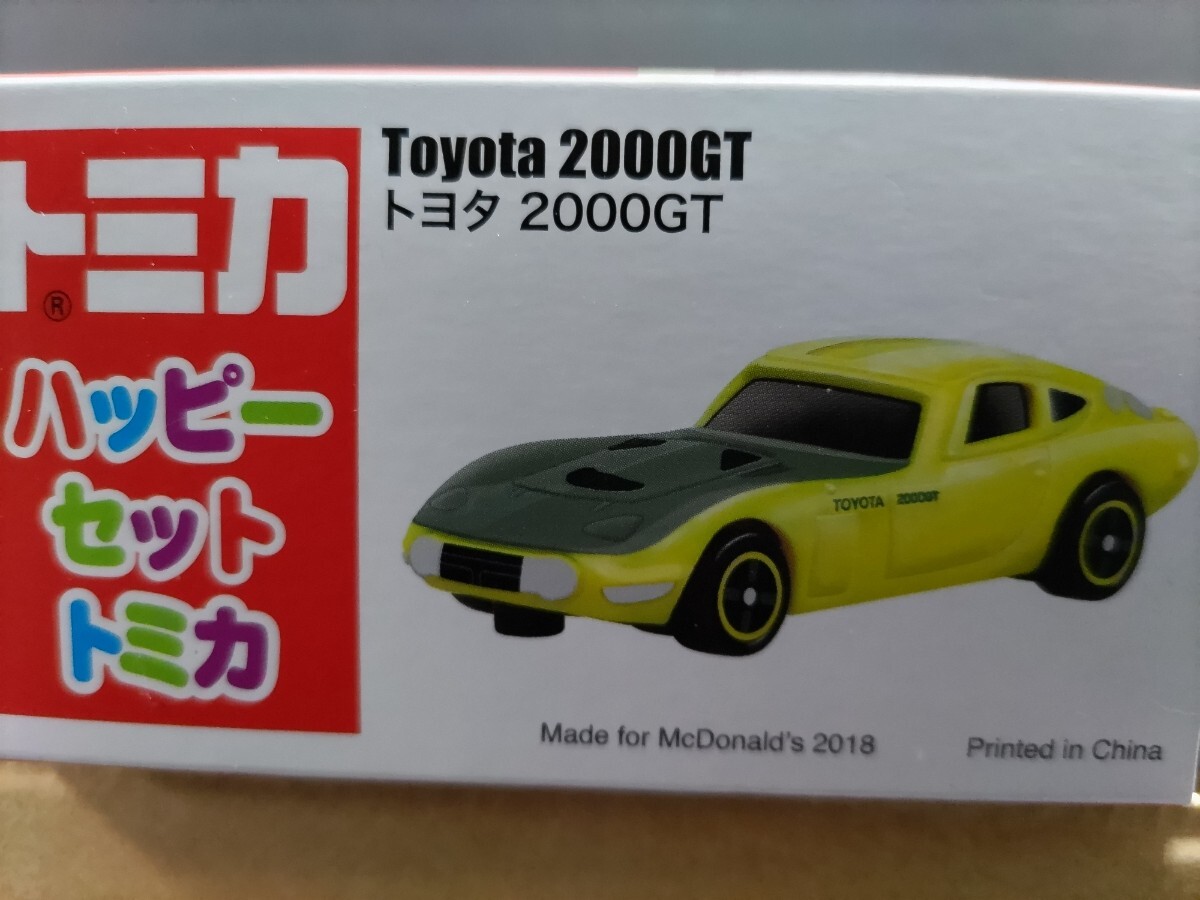 Toyota 2000GT
トヨタ 2000GT
トミカ
®
ハッピー
セット
トミカ
TOYOTA 2000GT
Made for McDonald's 2018
Printed in China